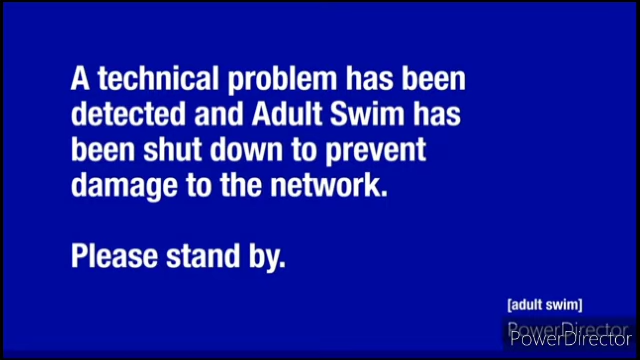 A technical problem has been
detected and Adult Swim has
been shut down to prevent
damage to the network.
Please stand by.
[adult swim]
PowerDirector
PowerDirector